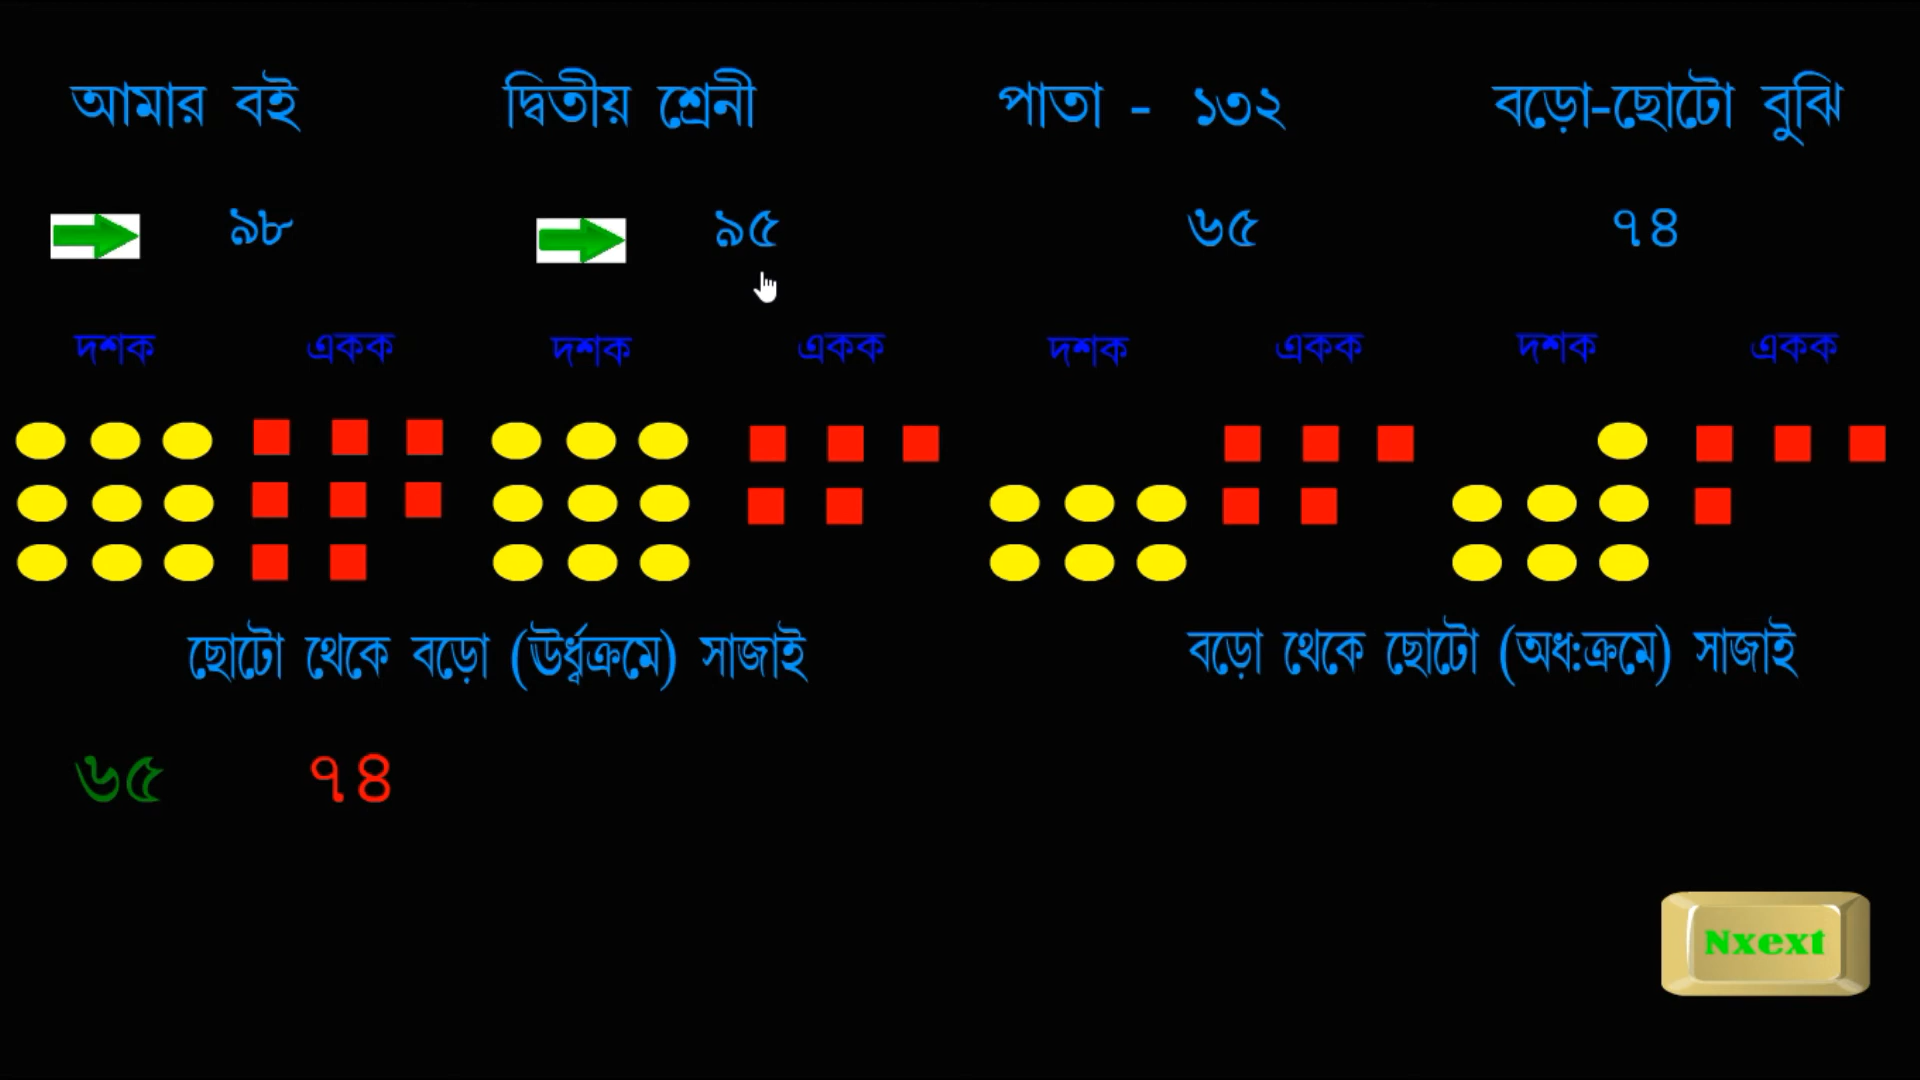 আমার বই দ্বিতীয় শ্রেনী পাতা - ১৩২ বড়ো-ছোটো বুঝি
৯৮ ৯৫ ৬৫ ৭৪
দশক একক দশক একক দশক একক দশক একক
ছোটো থেকে বড়ো (ঊর্ধ্বক্রমে) সাজাই বড়ো থেকে ছোটো (অধ:ক্রমে) সাজাই
৬৫ ৭৪
Nxext